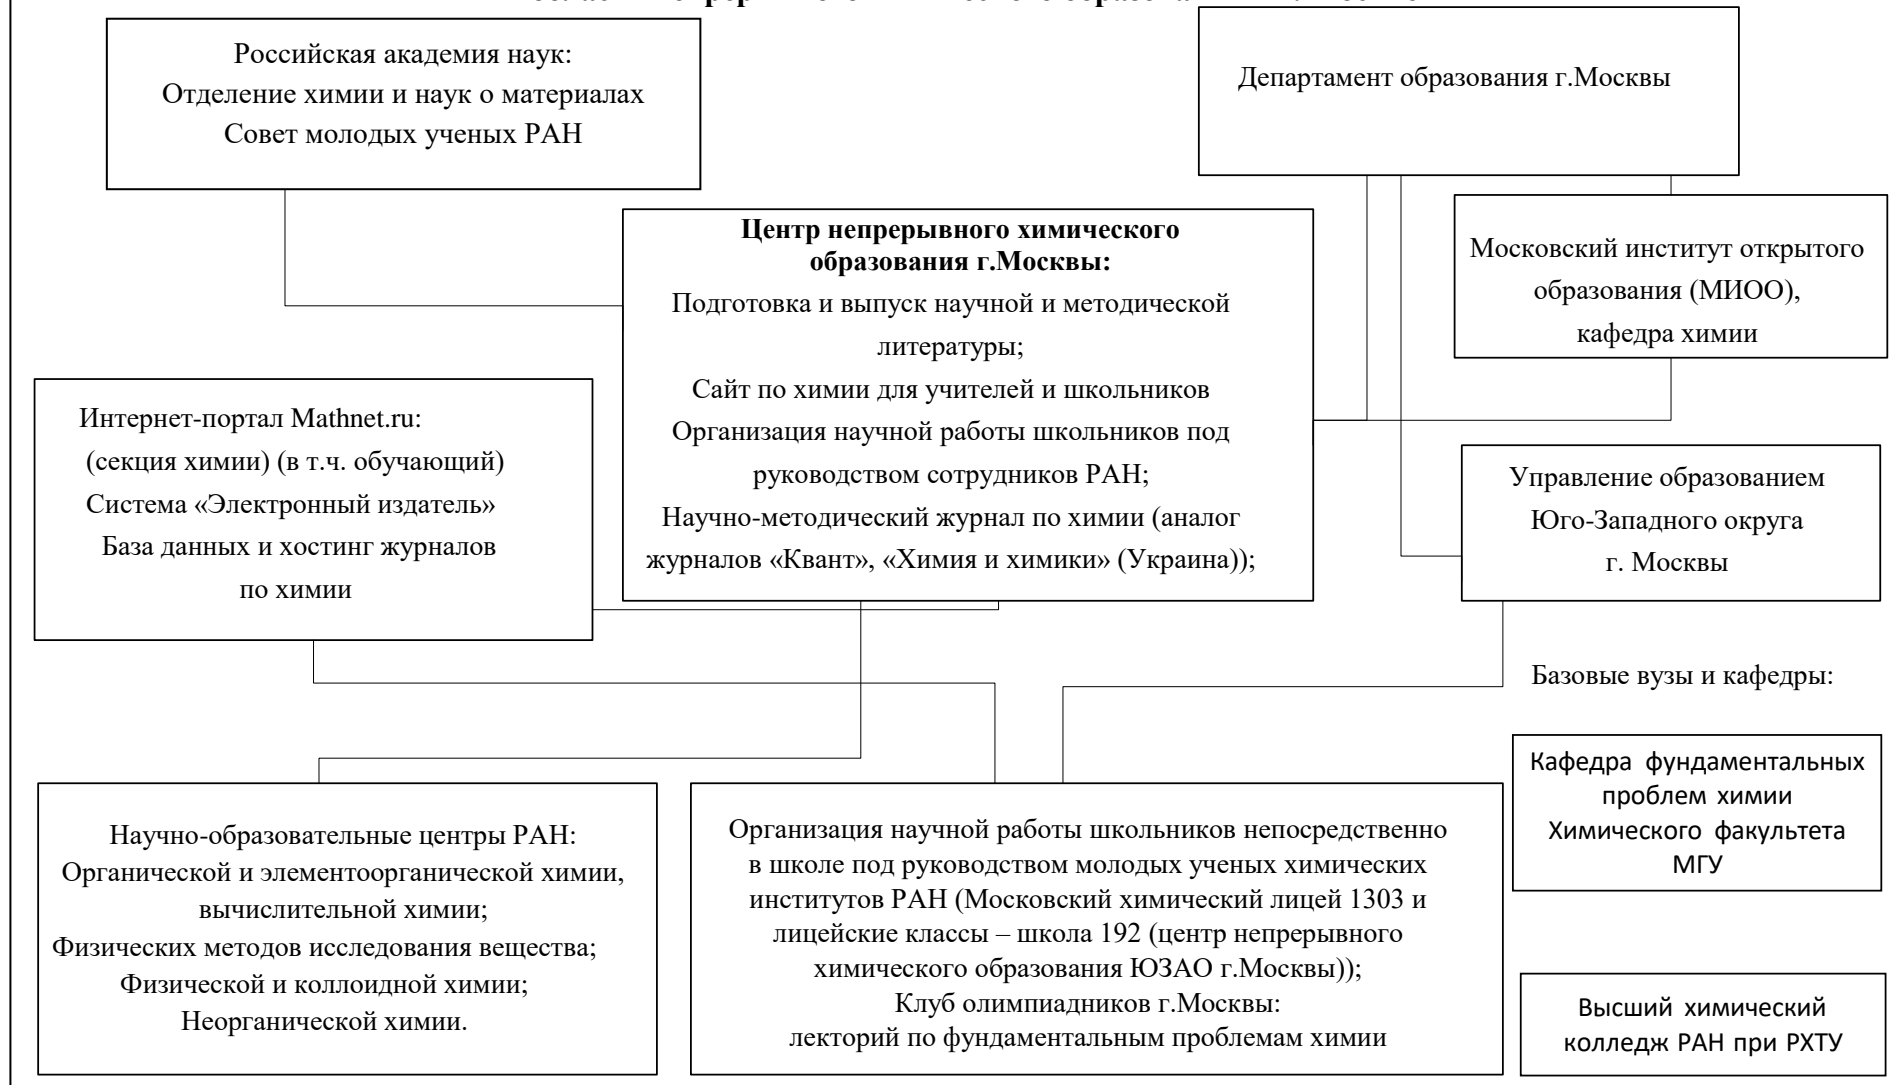 Российская академия наук:
Отделение химии и наук о материалах
Совет молодых ученых РАН
Департамент образования г.Москвы
Центр непрерывного химического
образования г.Москвы:
Подготовка и выпуск научной и методической
литературы;
Сайт по химии для учителей и школьников
Организация научной работы школьников под
руководством сотрудников РАН;
Научно-методический журнал по химии (аналог
журналов «Квант», «Химия и химики» (Украина));
Московский институт открытого
образования (МИОО),
кафедра химии
Интернет-портал Mathnet.ru:
(секция химии) (в т.ч. обучающий)
Система «Электронный издатель»
База данных и хостинг журналов
по химии
Управление образованием
Юго-Западного округа
г. Москвы
Базовые вузы и кафедры:
Кафедра фундаментальных
проблем химии
Химического факультета
МГУ
Научно-образовательные центры РАН:
Органической и элементоорганической химии,
вычислительной химии;
Физических методов исследования вещества;
Физической и коллоидной химии;
Неорганической химии.
Организация научной работы школьников непосредственно
в школе под руководством молодых ученых химических
институтов РАН (Московский химический лицей 1303 и
лицейские классы – школа 192 (центр непрерывного
химического образования ЮЗАО г.Москвы));
Клуб олимпиадников г.Москвы:
лекторий по фундаментальным проблемам химии
Высший химический
колледж РАН при РХТУ